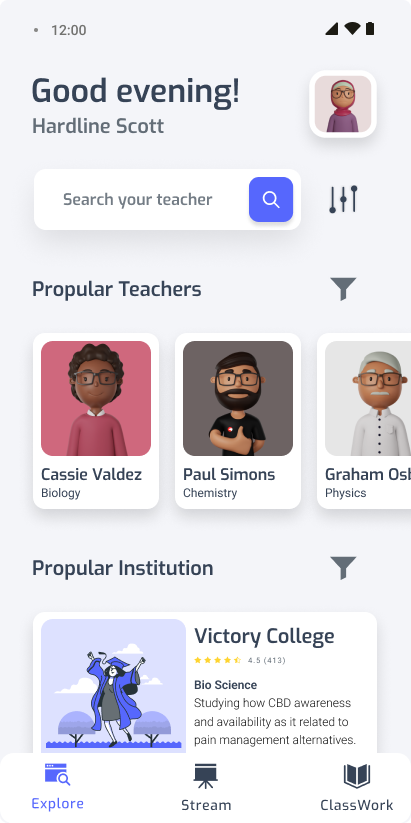 12:00
Good evening!
Hardline Scott
Search your teacher
Propular Teachers
Cassie Valdez
Biology
Paul Simons
Chemistry
Graham Osb
Physics
Propular Institution
Victory College
4.5 (413)
Bio Science
Studying how CBD awareness
and availability as it related to
pain management alternatives.
Explore
Stream
ClassWork